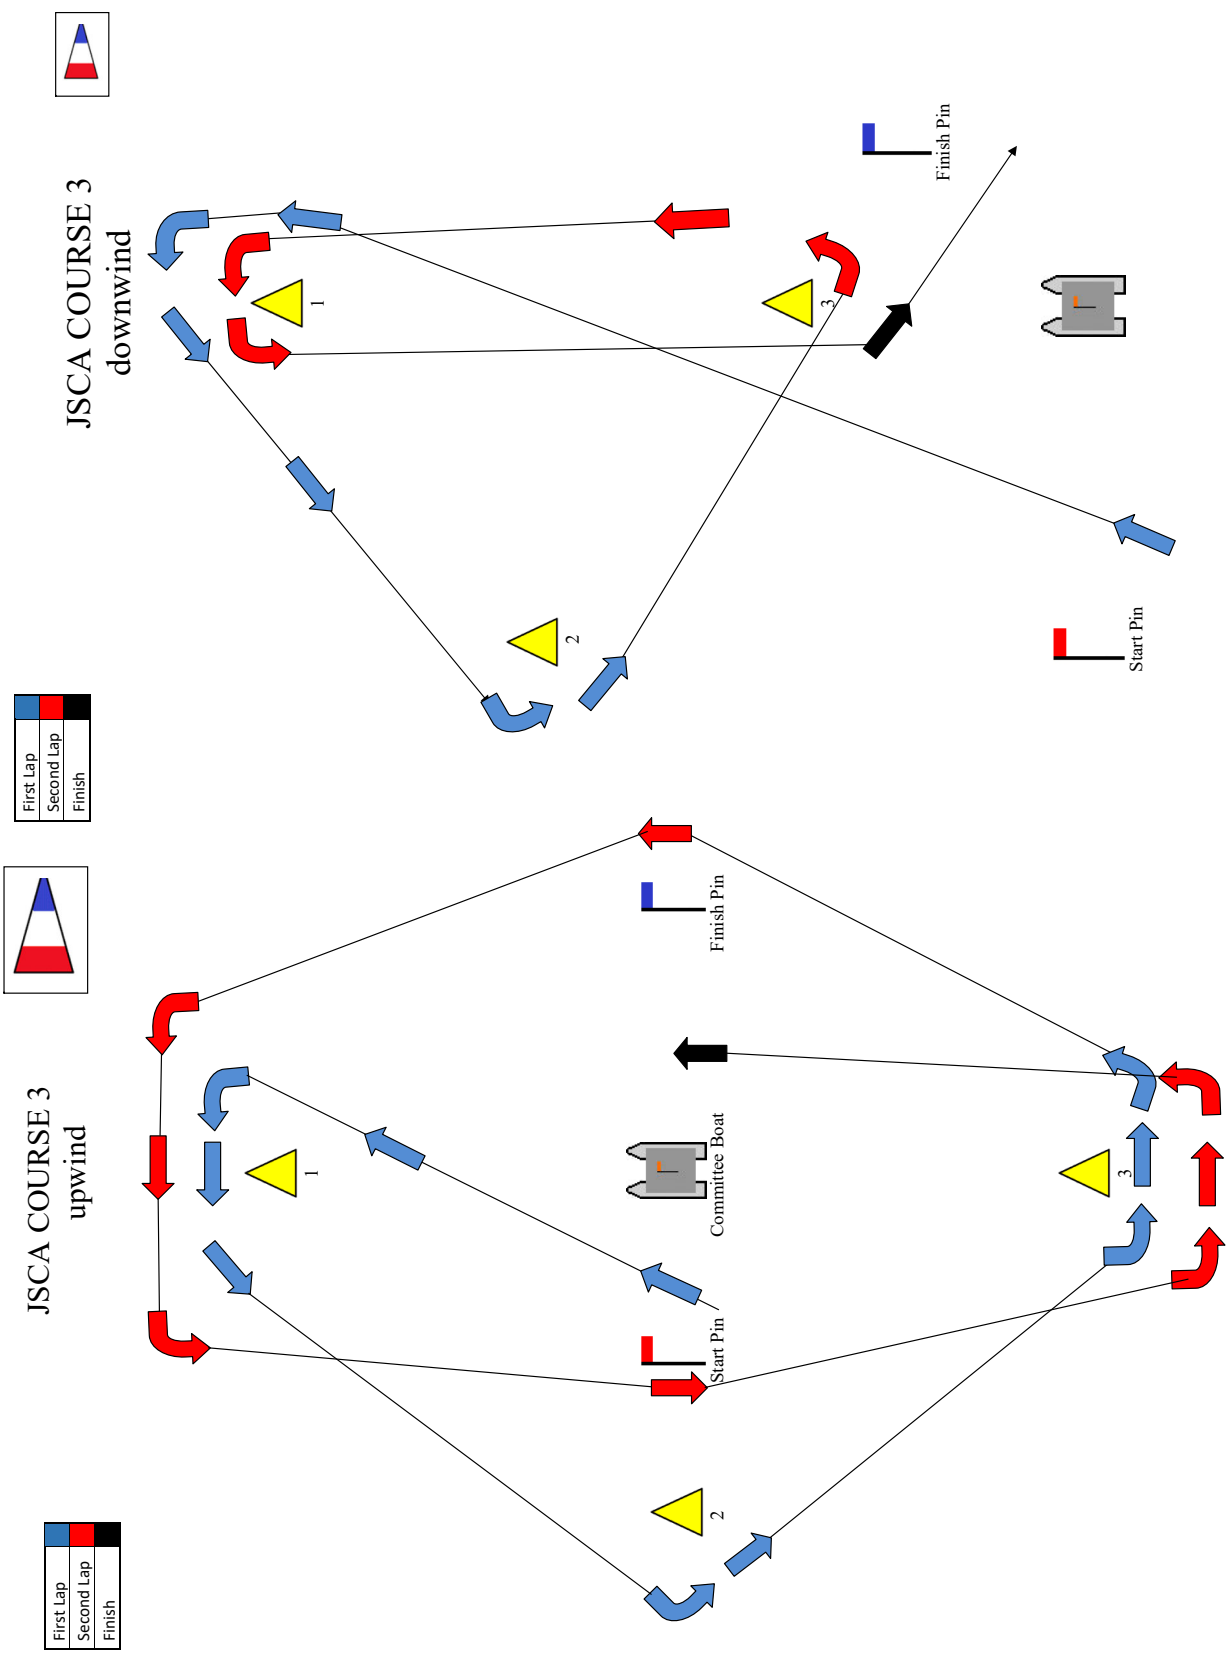 JSCA COURSE 3
upwind
First Lap
Second Lap
Finish
1
2
3
Start Pin
Committee Boat
Finish Pin
JSCA COURSE 3
downwind
First Lap
Second Lap
Finish
1
2
3
Start Pin
Finish Pin